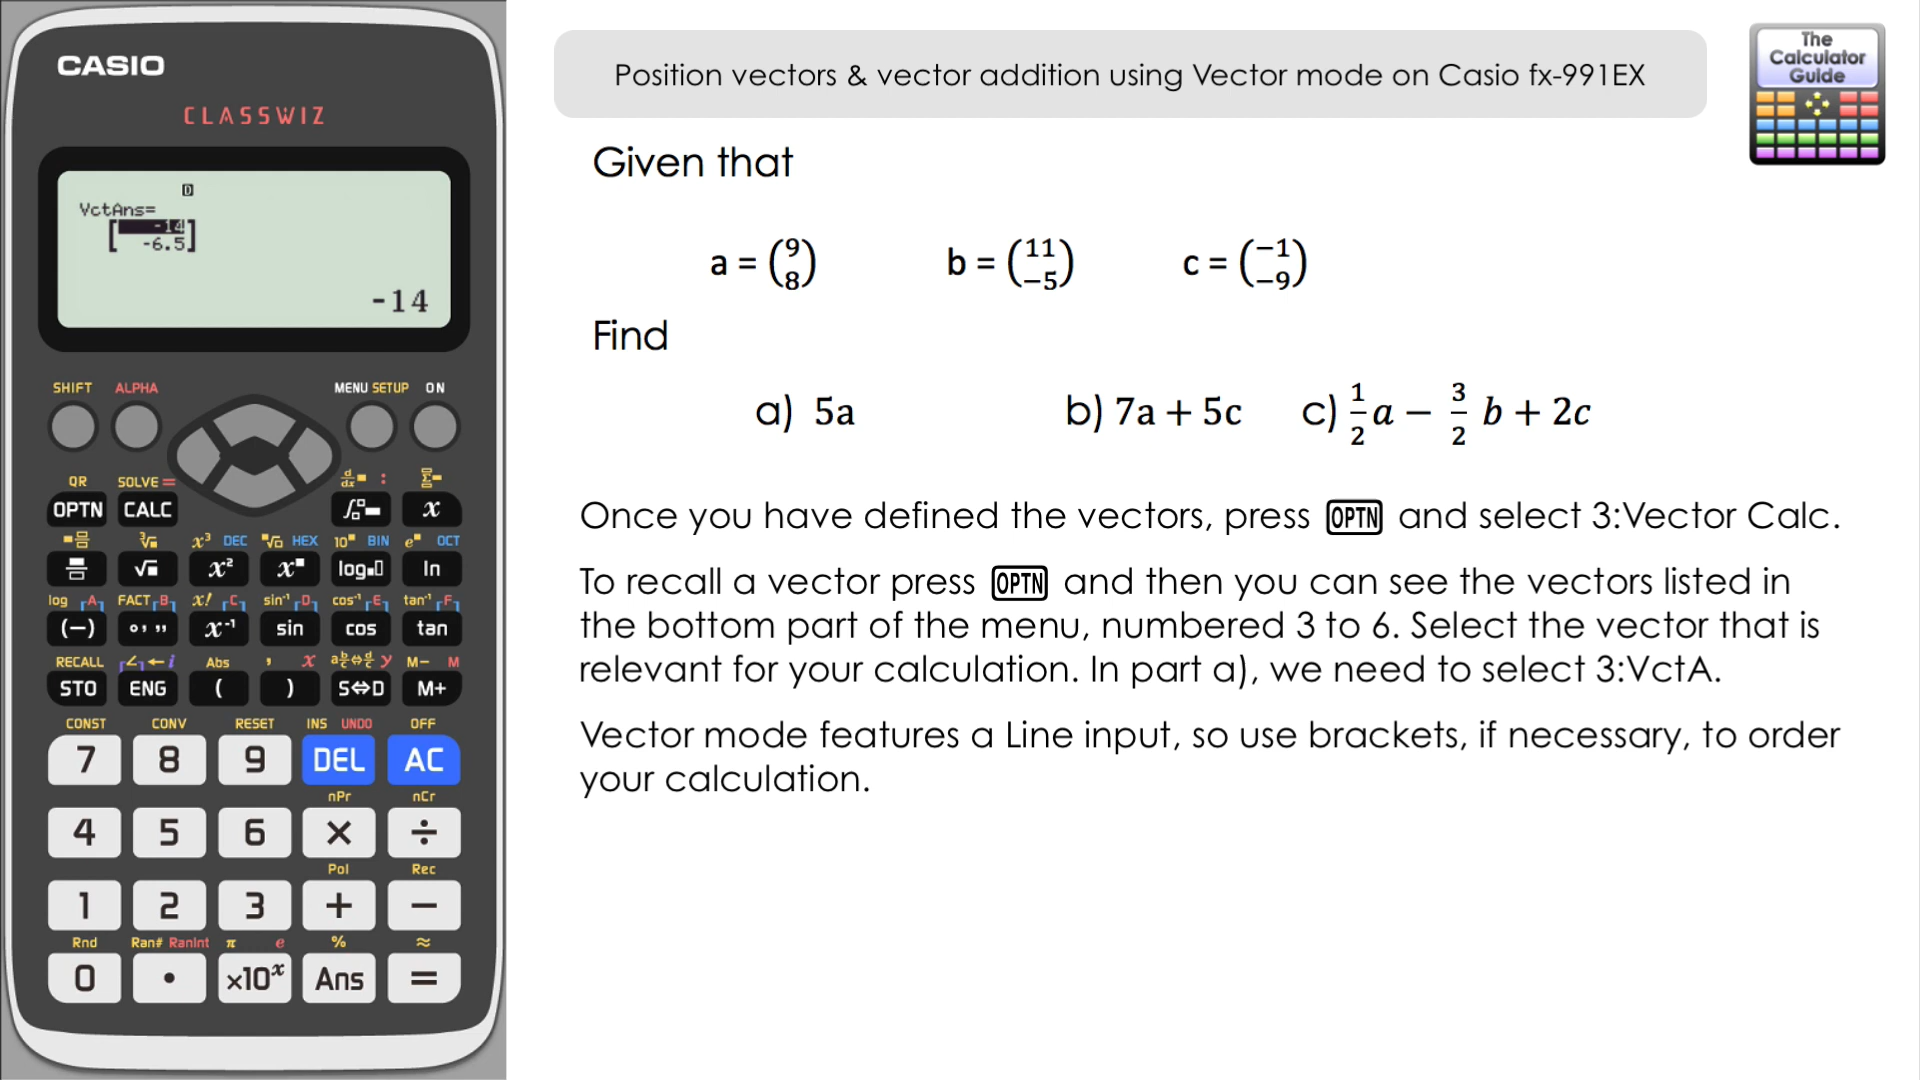 CASIO
CLASSWIZ
D
VctAns=
[-14
-6.5]
-14
SHIFT ALPHA MENU SETUP ON
QR SOLVE = d/dx■ : Σ■
OPTN CALC ∫■ x
■■/■ ³√■ x³ DEC ■√■ HEX 10■ BIN e■ OCT
√■ x² x■ log■□ ln
log A FACT B x! C sin⁻¹ D cos⁻¹ E tan⁻¹ F
(−) °’” x⁻¹ sin cos tan
RECALL ∠ ← i Abs , x a b/c⇔d/c y M− M
STO ENG ( ) S⇔D M+
CONST CONV RESET INS UNDO OFF
7 8 9 DEL AC
nPr nCr
4 5 6 × ÷
Pol Rec
1 2 3 + −
Rnd Ran# RanInt π e % ≈
0 • ×10ˣ Ans =
Position vectors & vector addition using Vector mode on Casio fx-991EX
The
Calculator
Guide
Given that
a = (9 8) b = (11 −5) c = (−1 −9)
Find
a) 5a b) 7a + 5c c) 1/2 a − 3/2 b + 2c
Once you have defined the vectors, press OPTN and select 3:Vector Calc.
To recall a vector press OPTN and then you can see the vectors listed in
the bottom part of the menu, numbered 3 to 6. Select the vector that is
relevant for your calculation. In part a), we need to select 3:VctA.
Vector mode features a Line input, so use brackets, if necessary, to order
your calculation.